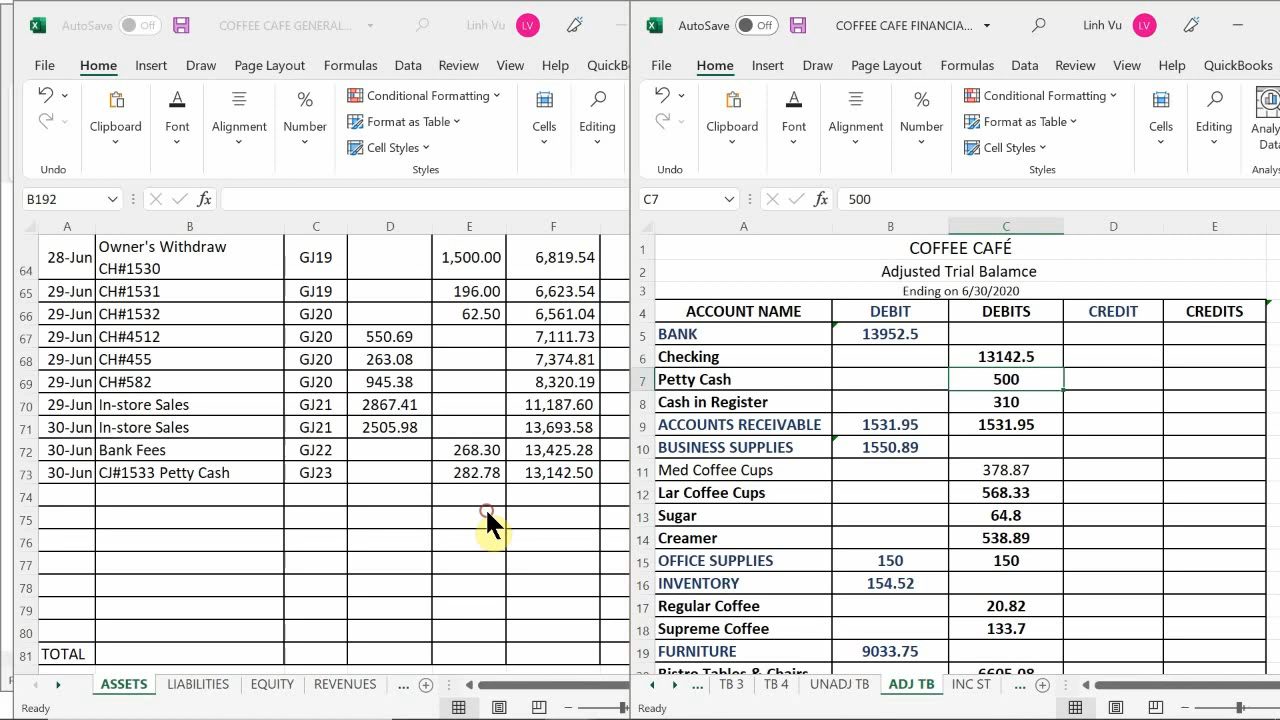 AutoSave Off COFFEE CAFE GENERAL... Linh Vu LV
File Home Insert Draw Page Layout Formulas Data Review View Help QuickB
Clipboard Font Alignment Number Conditional Formatting Cells Editing
Format as Table
Cell Styles
Undo Styles
B192 fx
A B C D E F
64 28-Jun Owner's Withdraw CH#1530 GJ19 1,500.00 6,819.54
65 29-Jun CH#1531 GJ19 196.00 6,623.54
66 29-Jun CH#1532 GJ20 62.50 6,561.04
67 29-Jun CH#4512 GJ20 550.69 7,111.73
68 29-Jun CH#455 GJ20 263.08 7,374.81
69 29-Jun CH#582 GJ20 945.38 8,320.19
70 29-Jun In-store Sales GJ21 2867.41 11,187.60
71 30-Jun In-store Sales GJ21 2505.98 13,693.58
72 30-Jun Bank Fees GJ22 268.30 13,425.28
73 30-Jun CJ#1533 Petty Cash GJ23 282.78 13,142.50
74
75
76
77
78
79
80
81 TOTAL
... ASSETS LIABILITIES EQUITY REVENUES ...
Ready
AutoSave Off COFFEE CAFE FINANCIA... Linh Vu LV
File Home Insert Draw Page Layout Formulas Data Review View Help QuickBooks
Clipboard Font Alignment Number Conditional Formatting Cells Editing Analy
Format as Table Data
Cell Styles
Undo Styles Analys
C7 fx 500
A B C D E
1 COFFEE CAFÉ
2 Adjusted Trial Balance
3 Ending on 6/30/2020
4 ACCOUNT NAME DEBIT DEBITS CREDIT CREDITS
5 BANK 13952.5
6 Checking 13142.5
7 Petty Cash 500
8 Cash in Register 310
9 ACCOUNTS RECEIVABLE 1531.95 1531.95
10 BUSINESS SUPPLIES 1550.89
11 Med Coffee Cups 378.87
12 Lar Coffee Cups 568.33
13 Sugar 64.8
14 Creamer 538.89
15 OFFICE SUPPLIES 150 150
16 INVENTORY 154.52
17 Regular Coffee 20.82
18 Supreme Coffee 133.7
19 FURNITURE 9033.75
Bistro Tables & Chairs 6605.98
... TB 3 TB 4 UNADJ TB ADJ TB INC ST ...
Ready